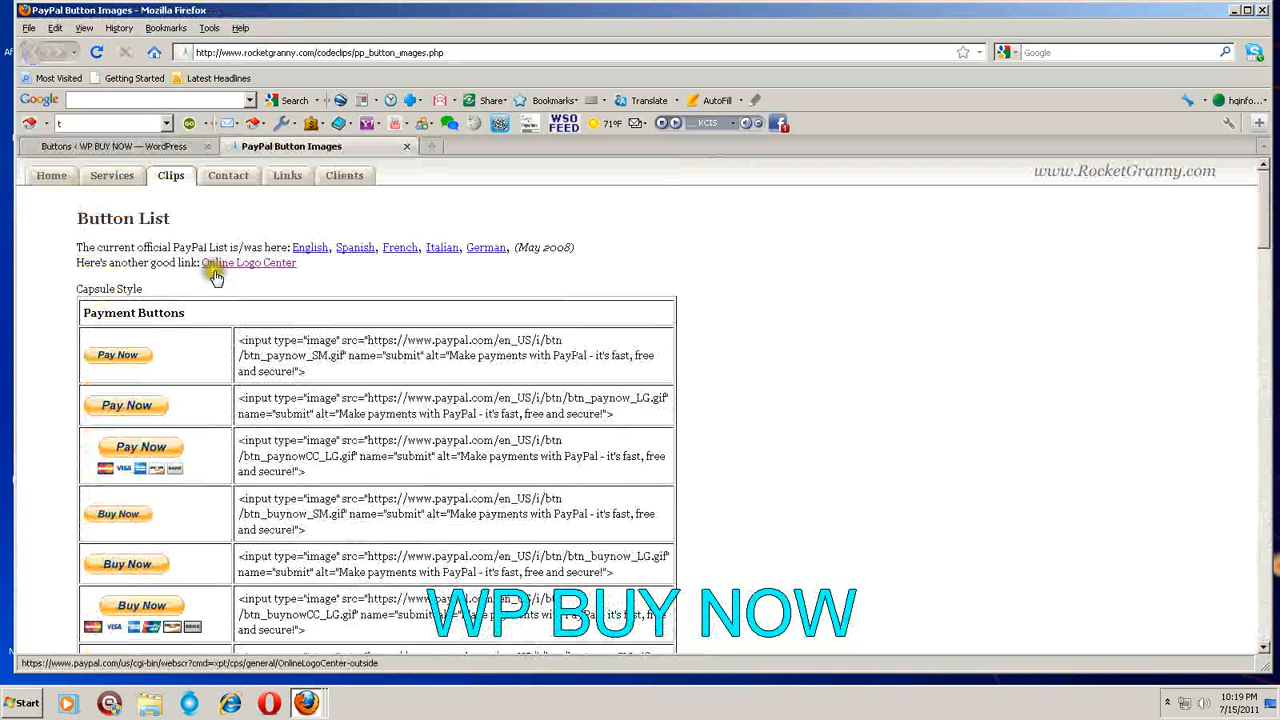 PayPal Button Images - Mozilla Firefox
File Edit View History Bookmarks Tools Help
http://www.rocketgranny.com/codeclips/pp_button_images.php
Google
Most Visited Getting Started Latest Headlines
Google Search Share Bookmarks Translate AutoFill hqinfo...
t WSO FEED 71°F KCIS 1
Buttons < WP BUY NOW — WordPress PayPal Button Images
Home Services Clips Contact Links Clients
www.RocketGranny.com
Button List
The current official PayPal List is/was here: English, Spanish, French, Italian, German, (May 2008)
Here's another good link: Online Logo Center
Capsule Style
Payment Buttons
Pay Now
<input type="image" src="https://www.paypal.com/en_US/i/btn
/btn_paynow_SM.gif" name="submit" alt="Make payments with PayPal - it's fast, free
and secure!">
Pay Now
<input type="image" src="https://www.paypal.com/en_US/i/btn/btn_paynow_LG.gif"
name="submit" alt="Make payments with PayPal - it's fast, free and secure!">
Pay Now
VISA
<input type="image" src="https://www.paypal.com/en_US/i/btn
/btn_paynowCC_LG.gif" name="submit" alt="Make payments with PayPal - it's fast, free
and secure!">
Buy Now
<input type="image" src="https://www.paypal.com/en_US/i/btn
/btn_buynow_SM.gif" name="submit" alt="Make payments with PayPal - it's fast, free
and secure!">
Buy Now
<input type="image" src="https://www.paypal.com/en_US/i/btn/btn_buynow_LG.gif"
name="submit" alt="Make payments with PayPal - it's fast, free and secure!">
Buy Now
VISA
<input type="image" src="https://www.paypal.com/en_US/i/btn
/btn_buynowCC_LG.gif" name="submit" alt="Make payments with PayPal - it's fast, free
and secure!">
WP BUY NOW
https://www.paypal.com/us/cgi-bin/webscr?cmd=xpt/cps/general/OnlineLogoCenter-outside
Start
10:19 PM
7/15/2011